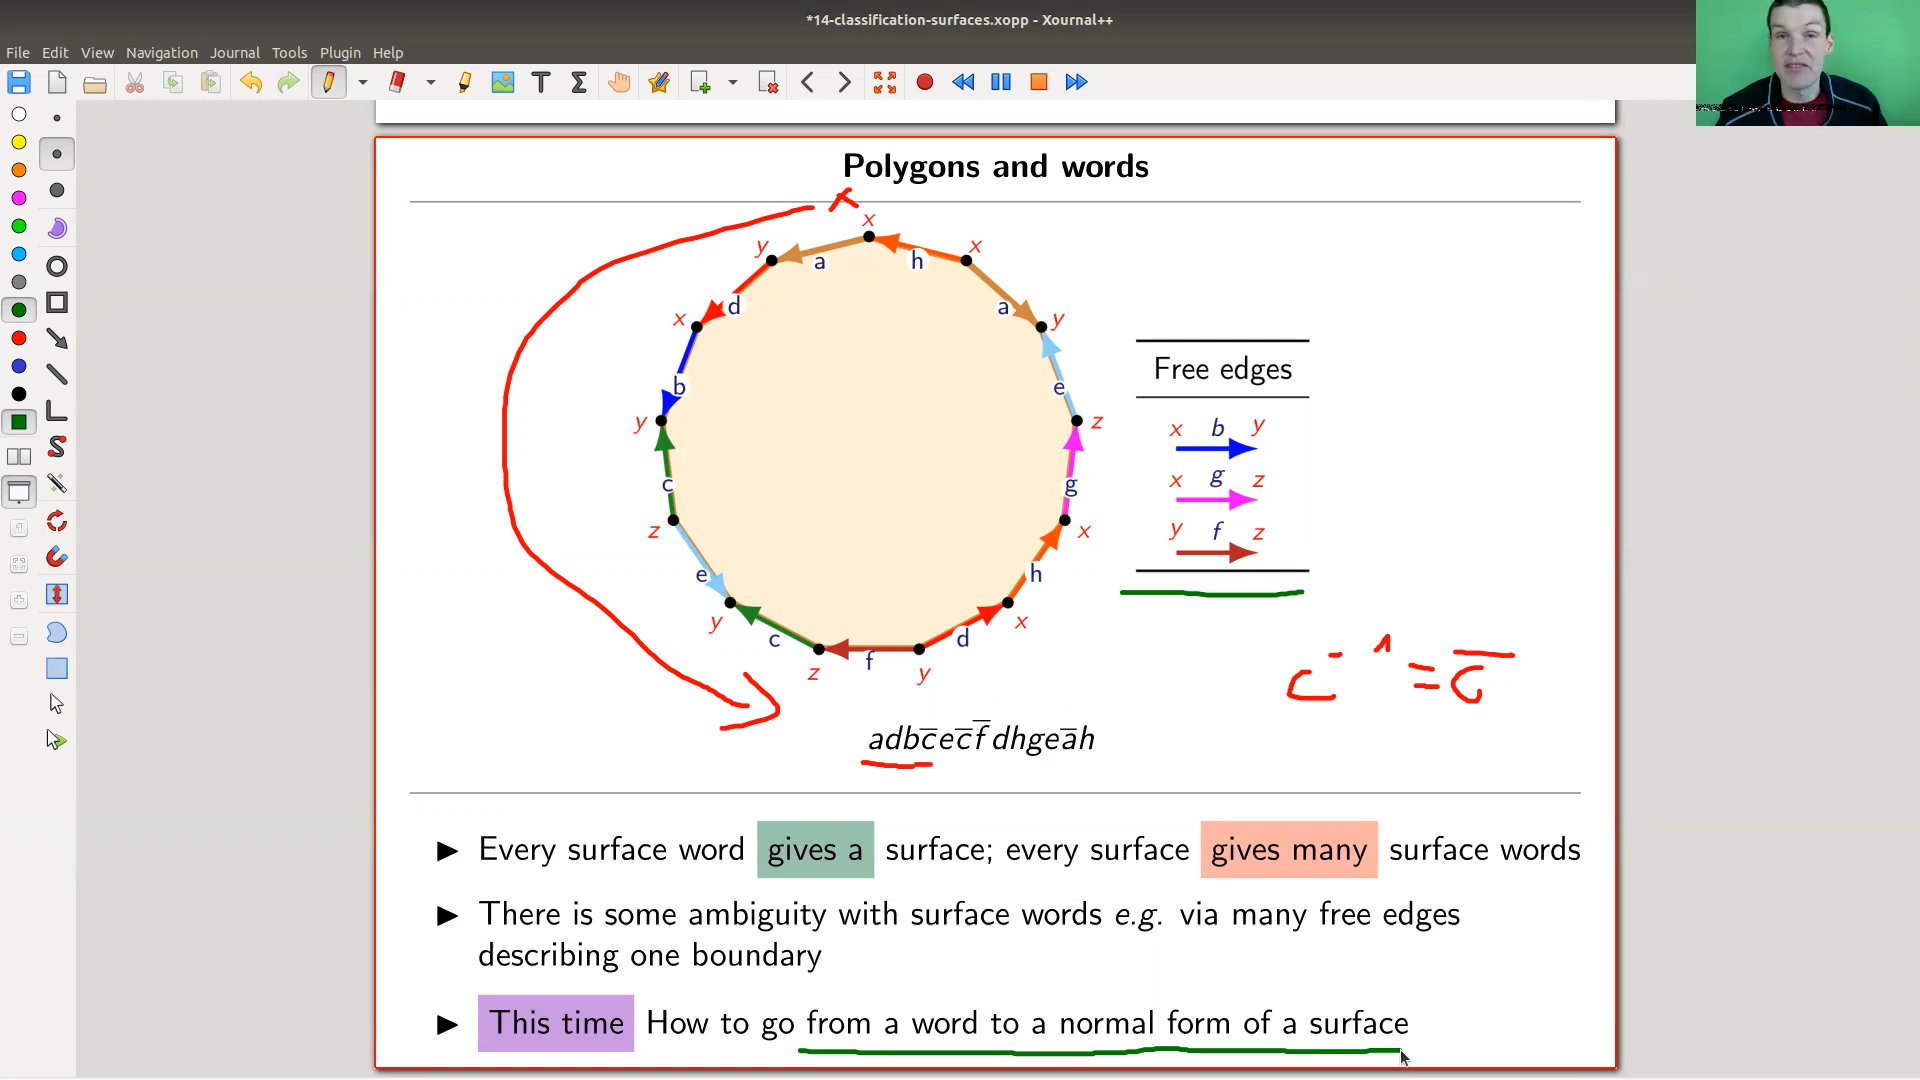 *14-classification-surfaces.xopp - Xournal++
File Edit View Navigation Journal Tools Plugin Help
Polygons and words
x
x
x
y
a
h
d
a
x
y
b
e
y
z
c
g
z
x
e
h
y
x
c
d
f
z
y
Free edges
x b y
x g z
y f z
c⁻¹ = c̅
adbc̅ec̅f̅dhgea̅h
▶ Every surface word gives a surface; every surface gives many surface words
▶ There is some ambiguity with surface words e.g. via many free edges
describing one boundary
▶ This time How to go from a word to a normal form of a surface